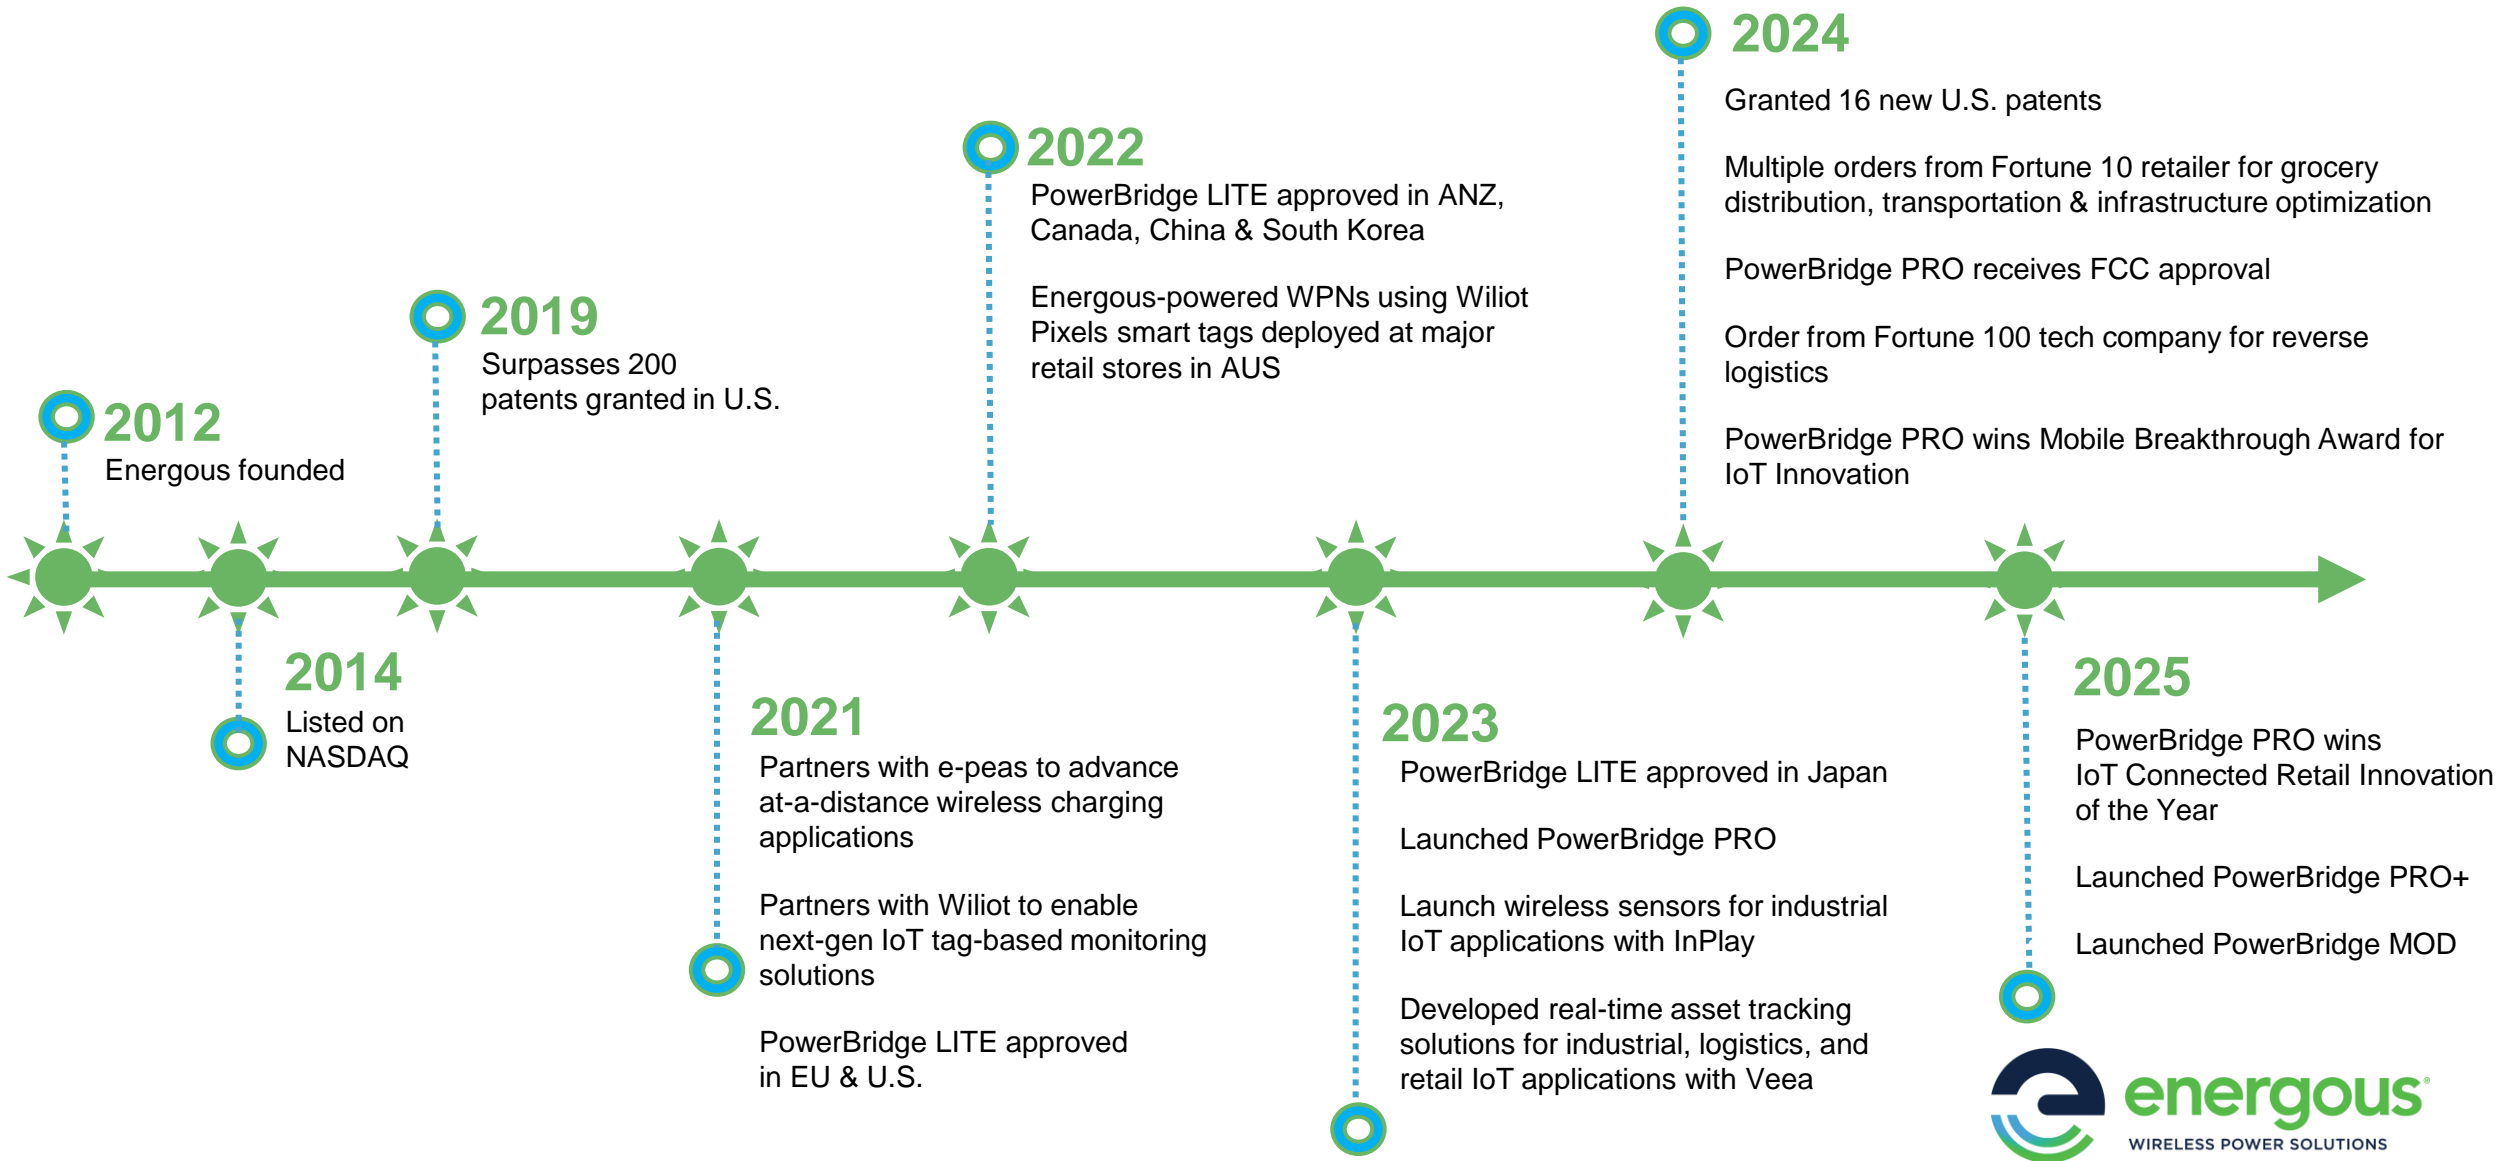 2012
Energous founded
2014
Listed on
NASDAQ
2019
Surpasses 200
patents granted in U.S.
2021
Partners with e-peas to advance
at-a-distance wireless charging
applications
Partners with Wiliot to enable
next-gen IoT tag-based monitoring
solutions
PowerBridge LITE approved
in EU & U.S.
2022
PowerBridge LITE approved in ANZ,
Canada, China & South Korea
Energous-powered WPNs using Wiliot
Pixels smart tags deployed at major
retail stores in AUS
2023
PowerBridge LITE approved in Japan
Launched PowerBridge PRO
Launch wireless sensors for industrial
IoT applications with InPlay
Developed real-time asset tracking
solutions for industrial, logistics, and
retail IoT applications with Veea
2024
Granted 16 new U.S. patents
Multiple orders from Fortune 10 retailer for grocery
distribution, transportation & infrastructure optimization
PowerBridge PRO receives FCC approval
Order from Fortune 100 tech company for reverse
logistics
PowerBridge PRO wins Mobile Breakthrough Award for
IoT Innovation
2025
PowerBridge PRO wins
IoT Connected Retail Innovation
of the Year
Launched PowerBridge PRO+
Launched PowerBridge MOD
energous®
WIRELESS POWER SOLUTIONS